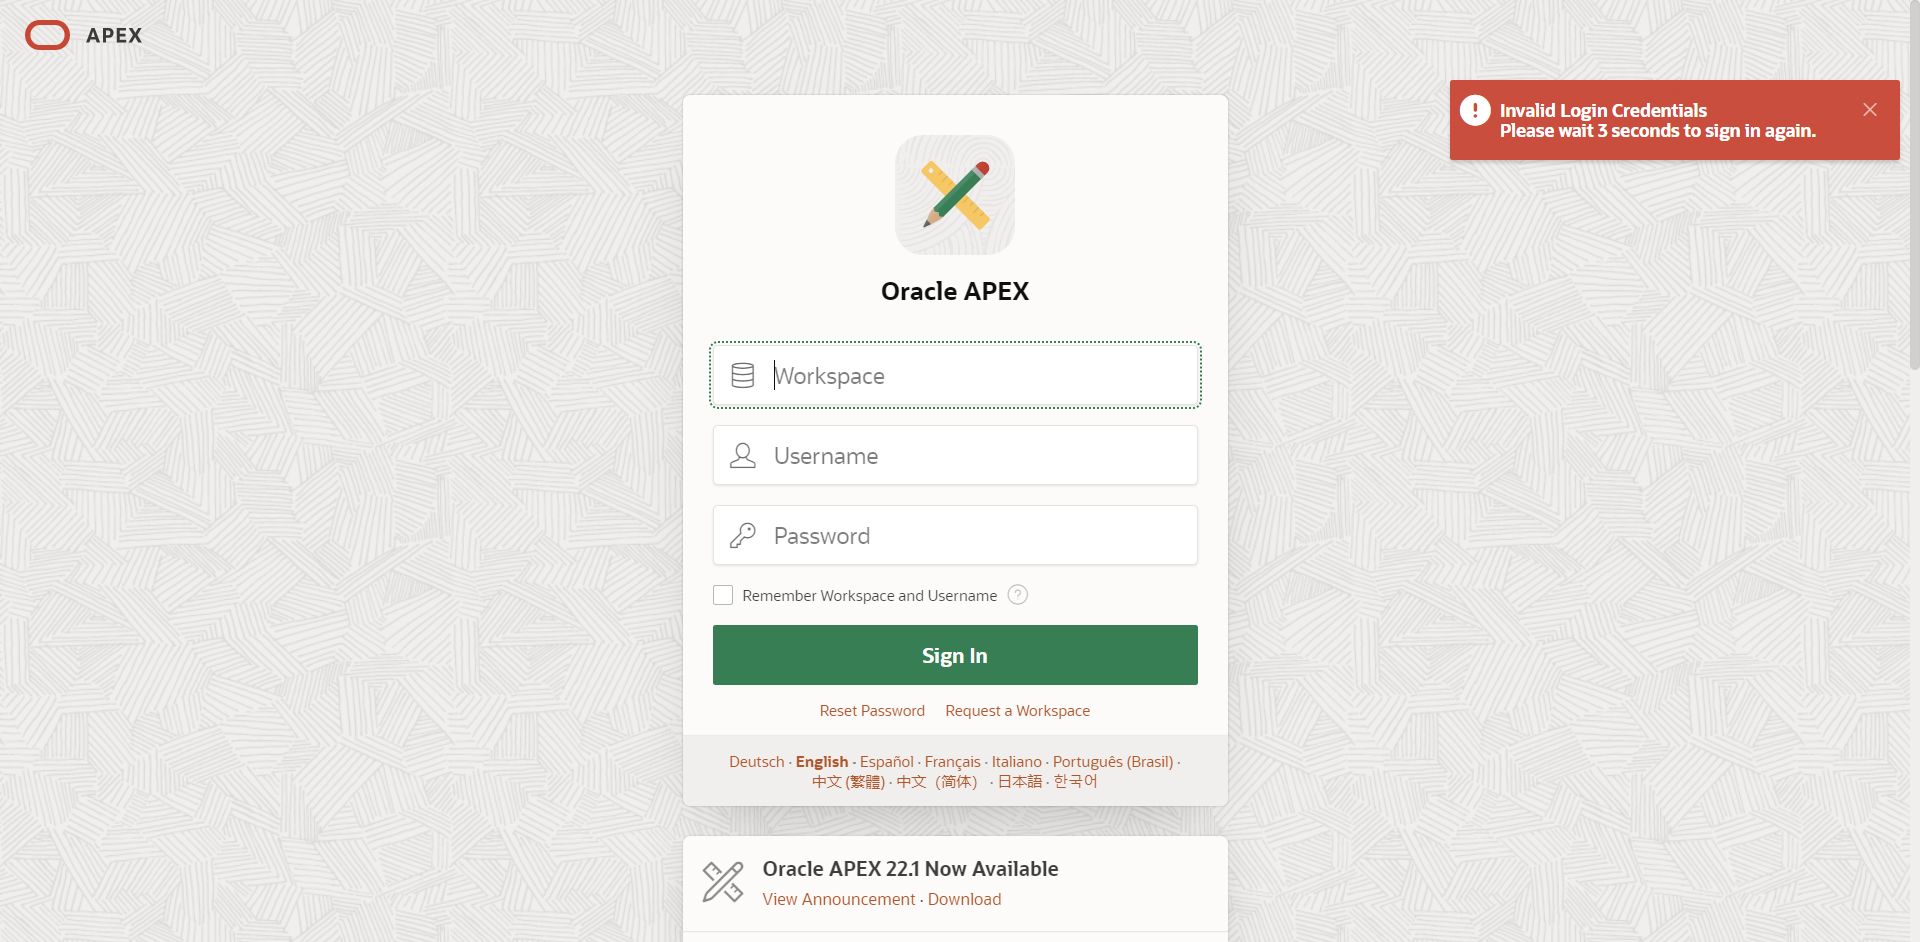 APEX
Invalid Login Credentials
Please wait 3 seconds to sign in again.
Oracle APEX
Workspace
Username
Password
Remember Workspace and Username
Sign In
Reset Password Request a Workspace
Deutsch · English · Español · Français · Italiano · Português (Brasil) ·
中文 (繁體) · 中文（简体） · 日本語 · 한국어
Oracle APEX 22.1 Now Available
View Announcement · Download